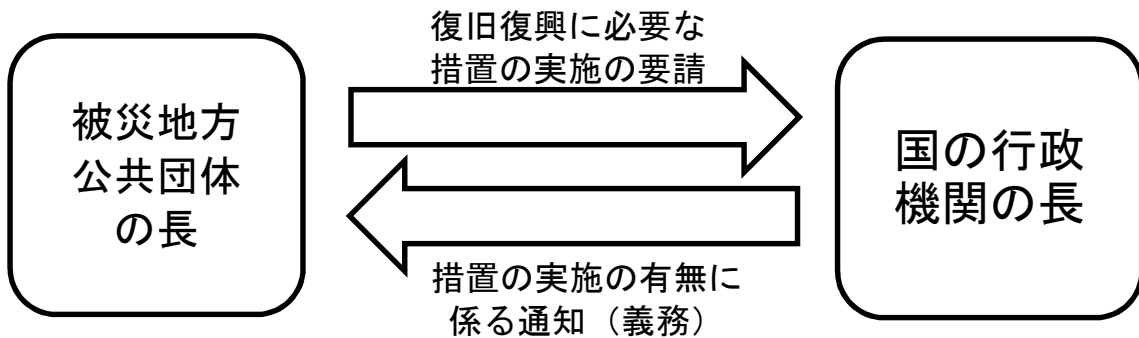 復旧復興に必要な
措置の実施の要請
被災地方
公共団体
の長
国の行政
機関の長
措置の実施の有無に
係る通知（義務）